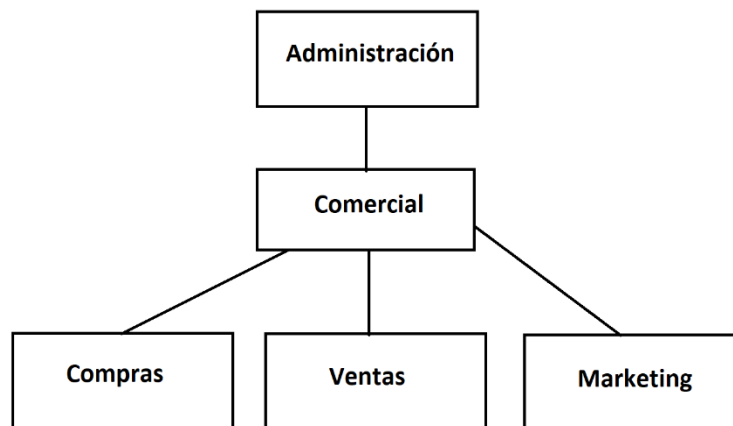 Administración
Comercial
Compras
Ventas
Marketing